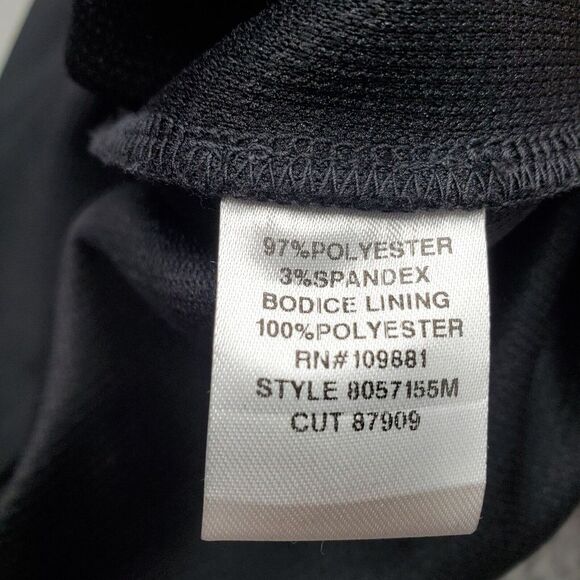 97%POLYESTER
3%SPANDEX
BODICE LINING
100%POLYESTER
RN#109881
STYLE 8057155M
CUT 87909